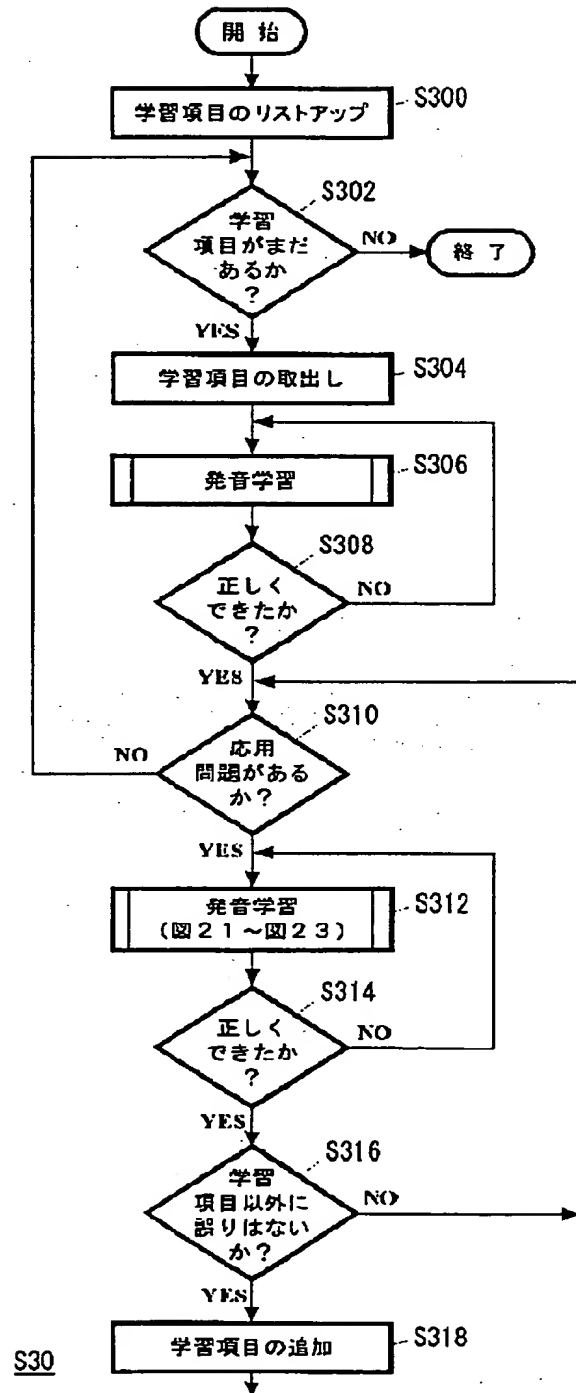 開 始
学習項目のリストアップ
S300
S302
学習
項目がまだ
あるか
?
NO
終 了
YES
学習項目の取出し
S304
発音学習
S306
S308
正しく
できたか
?
NO
YES
S310
応用
問題がある
か?
NO
YES
発音学習
(図21~図23)
S312
S314
正しく
できたか
?
NO
YES
S316
学習
項目以外に
誤りはない
か?
NO
YES
学習項目の追加
S318
S30